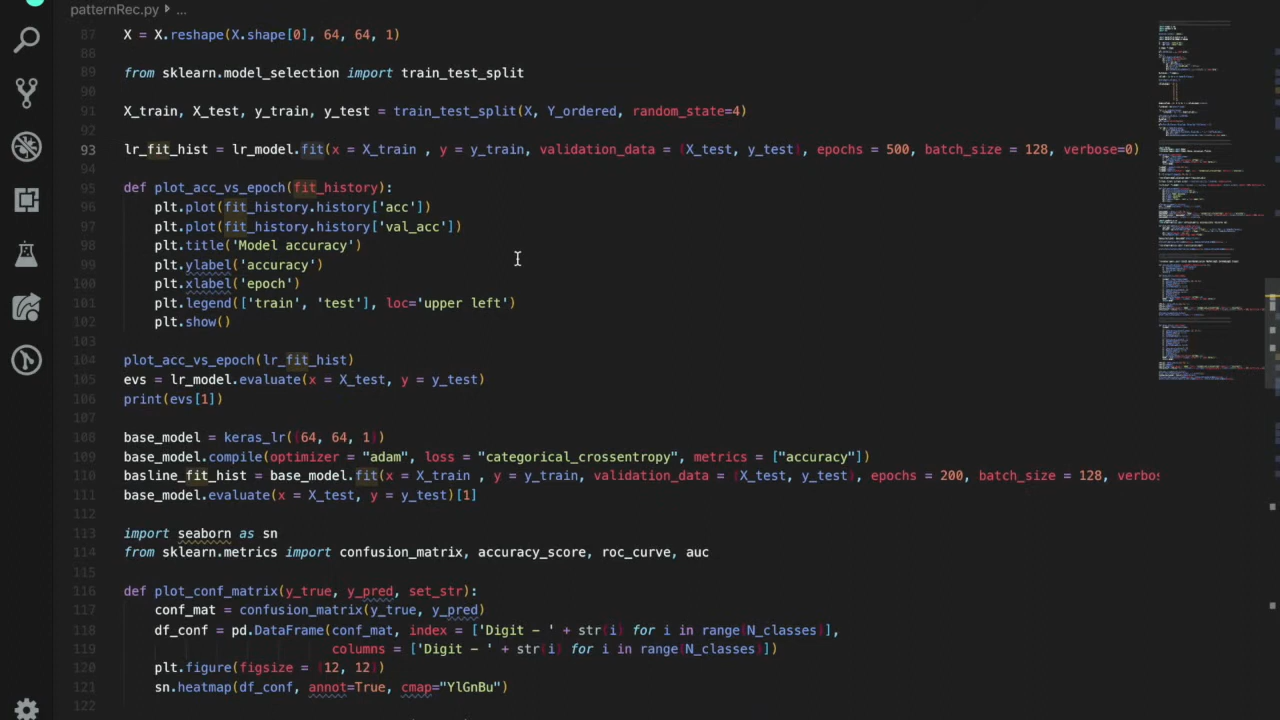 patternRec.py > ...
87 X = X.reshape(X.shape[0], 64, 64, 1)
88
89 from sklearn.model_selection import train_test_split
90
91 X_train, X_test, y_train, y_test = train_test_split(X, Y_ordered, random_state=4)
92
93 lr_fit_hist = lr_model.fit(x = X_train , y = y_train, validation_data = (X_test, y_test), epochs = 500, batch_size = 128, verbose=0)
94
95 def plot_acc_vs_epoch(fit_history):
96     plt.plot(fit_history.history['acc'])
97     plt.plot(fit_history.history['val_acc'])
98     plt.title('Model accuracy')
99     plt.ylabel('accuracy')
100     plt.xlabel('epoch')
101     plt.legend(['train', 'test'], loc='upper left')
102     plt.show()
103
104 plot_acc_vs_epoch(lr_fit_hist)
105 evs = lr_model.evaluate(x = X_test, y = y_test)
106 print(evs[1])
107
108 base_model = keras_lr((64, 64, 1))
109 base_model.compile(optimizer = "adam", loss = "categorical_crossentropy", metrics = ["accuracy"])
110 basline_fit_hist = base_model.fit(x = X_train , y = y_train, validation_data = (X_test, y_test), epochs = 200, batch_size = 128, verbos
111 base_model.evaluate(x = X_test, y = y_test)[1]
112
113 import seaborn as sn
114 from sklearn.metrics import confusion_matrix, accuracy_score, roc_curve, auc
115
116 def plot_conf_matrix(y_true, y_pred, set_str):
117     conf_mat = confusion_matrix(y_true, y_pred)
118     df_conf = pd.DataFrame(conf_mat, index = ['Digit - ' + str(i) for i in range(N_classes)],
119                            columns = ['Digit - ' + str(i) for i in range(N_classes)])
120     plt.figure(figsize = (12, 12))
121     sn.heatmap(df_conf, annot=True, cmap="YlGnBu")
122